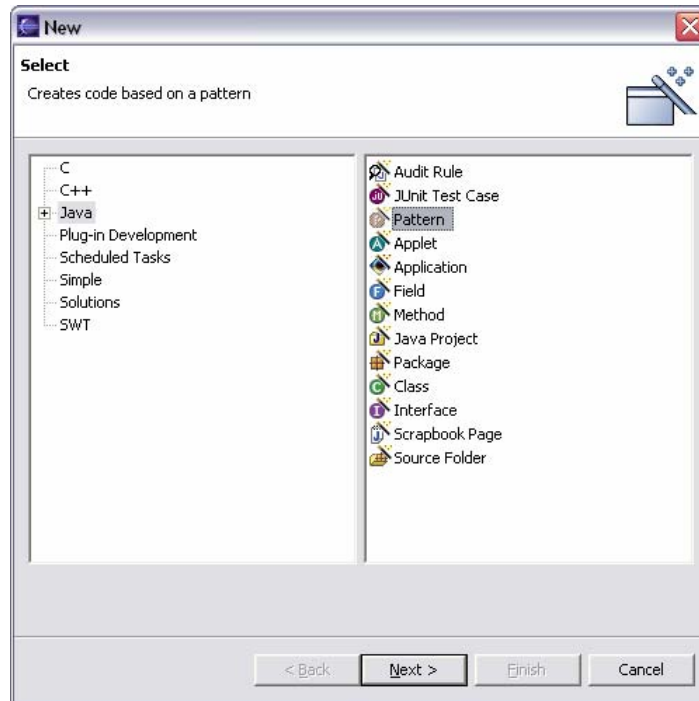 New
Select
Creates code based on a pattern
C
C++
Java
Plug-in Development
Scheduled Tasks
Simple
Solutions
SWT
Audit Rule
JUnit Test Case
Pattern
Applet
Application
Field
Method
Java Project
Package
Class
Interface
Scrapbook Page
Source Folder
< Back
Next >
Finish
Cancel